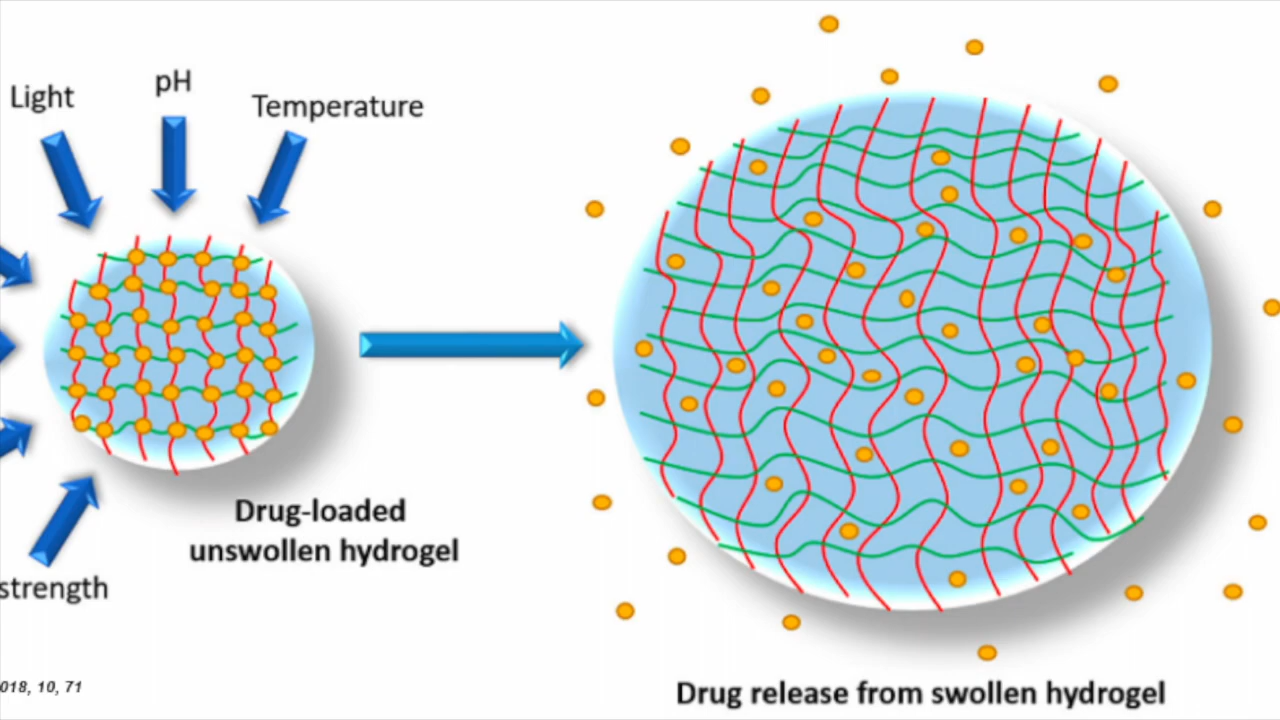 Light
pH
Temperature
Drug-loaded
unswollen hydrogel
strength
018, 10, 71
Drug release from swollen hydrogel